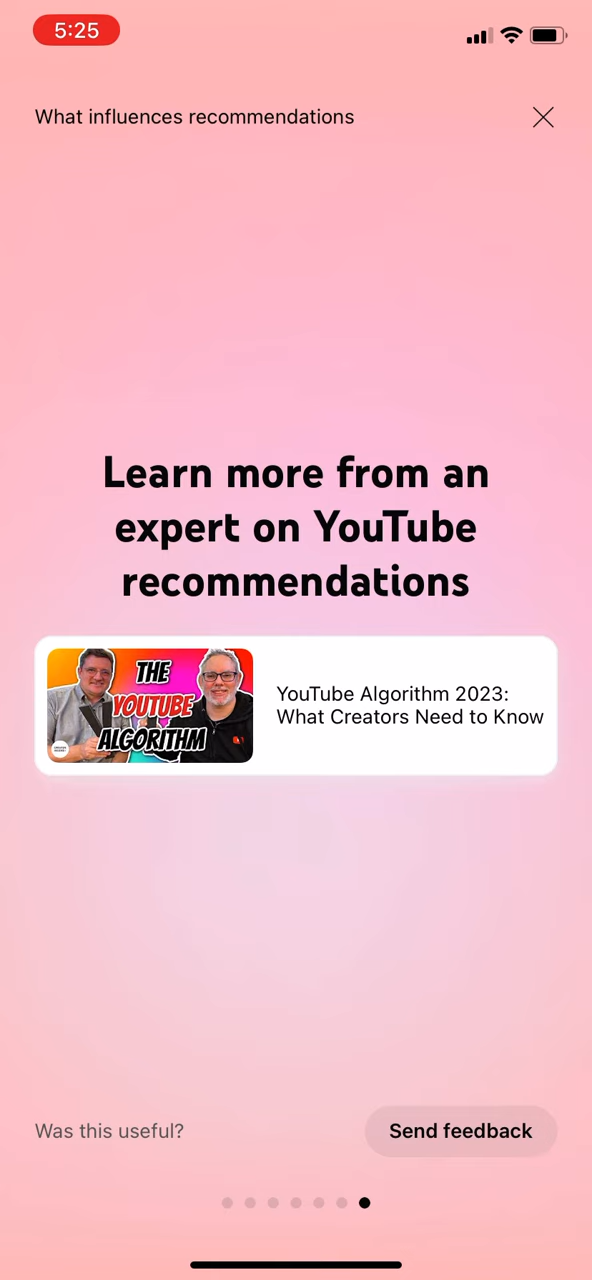 5:25
What influences recommendations
Learn more from an
expert on YouTube
recommendations
THE
YOUTUBE
ALGORITHM
YouTube Algorithm 2023:
What Creators Need to Know
Was this useful?
Send feedback